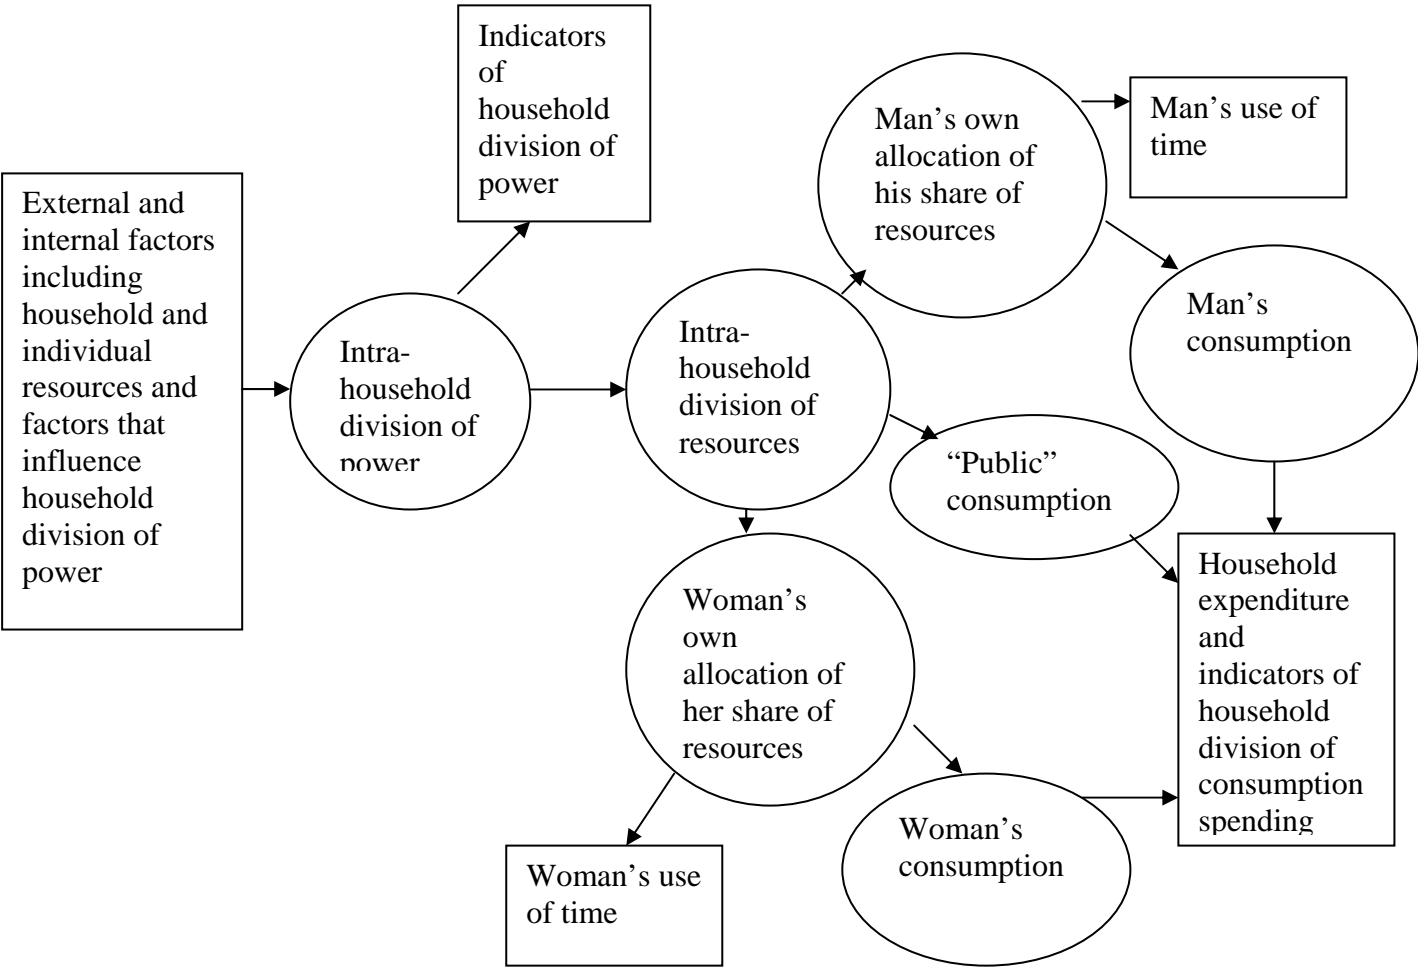 Indicators
of
household
division of
power
External and
internal factors
including
household and
individual
resources and
factors that
influence
household
division of
power
Intra-
household
division of
power
Intra-
household
division of
resources
Man’s own
allocation of
his share of
resources
Man’s use of
time
Man’s
consumption
“Public”
consumption
Household
expenditure
and
indicators of
household
division of
consumption
spending
Woman’s
own
allocation of
her share of
resources
Woman’s
consumption
Woman’s use
of time